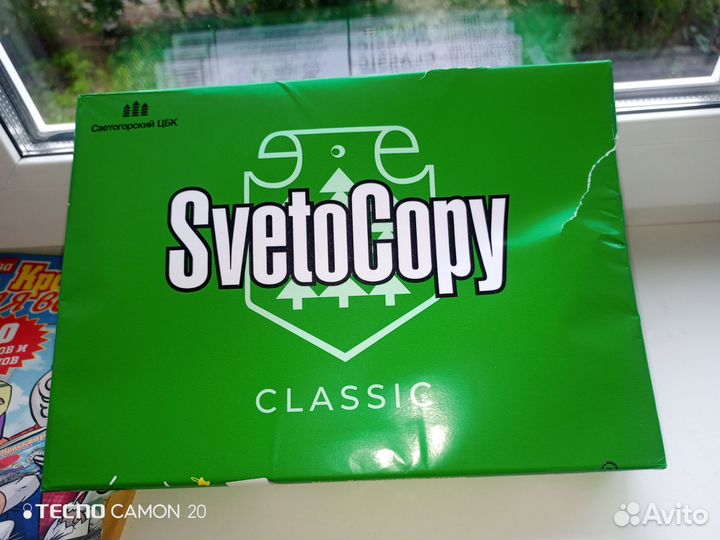 Светогорский ЦБК
SvetoCopy
CLASSIC
TECNO CAMON 20
Avito